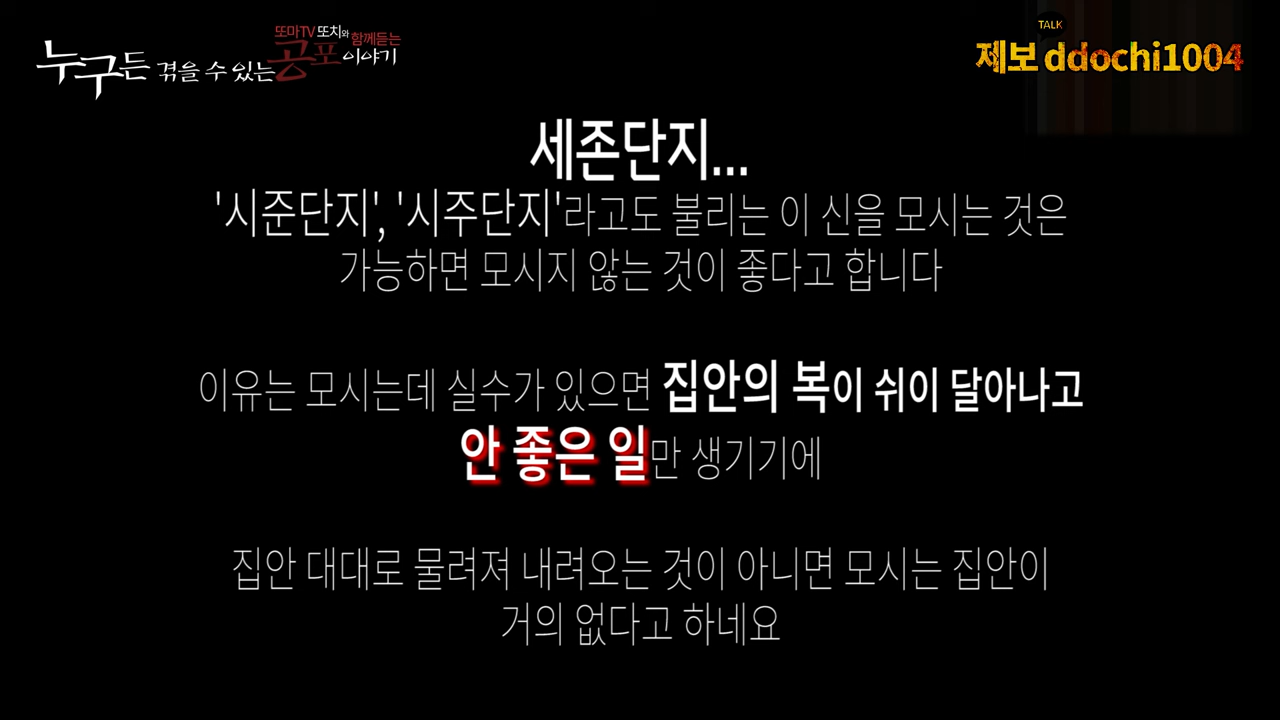 또마TV 또치와 함께듣는
누구든 겪을 수 있는 공포 이야기
TALK
제보 ddochi1004
세존단지...
'시준단지', '시주단지'라고도 불리는 이 신을 모시는 것은
가능하면 모시지 않는 것이 좋다고 합니다
이유는 모시는데 실수가 있으면 집안의 복이 쉬이 달아나고
안 좋은 일만 생기기에
집안 대대로 물려져 내려오는 것이 아니면 모시는 집안이
거의 없다고 하네요